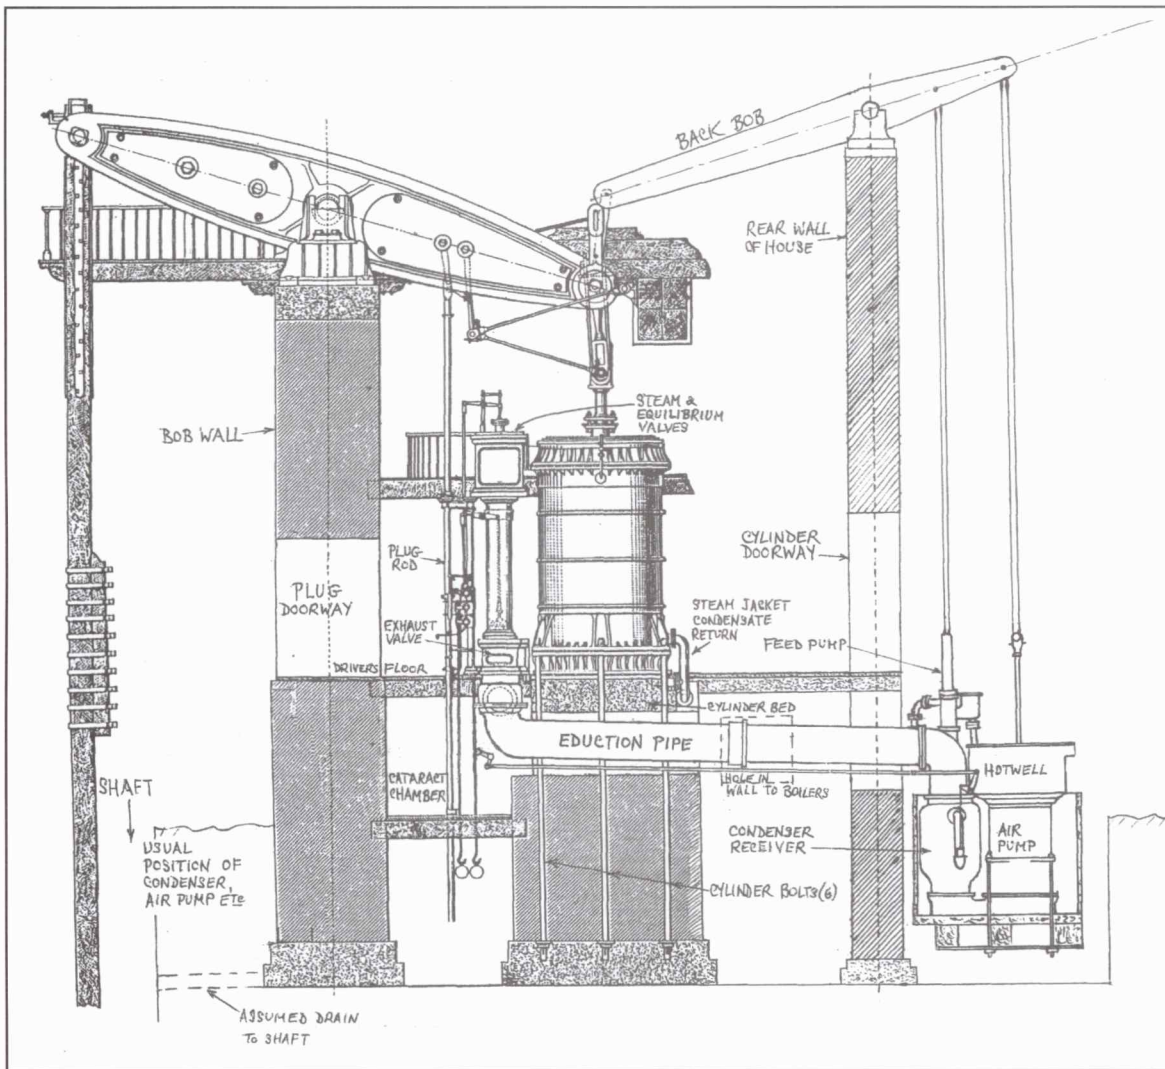 BACK BOB
REAR WALL
OF HOUSE
STEAM &
EQUILIBRIUM
VALVES
BOB WALL
PLUG
ROD
CYLINDER
DOORWAY
PLUG
DOORWAY
STEAM JACKET
CONDENSATE
RETURN
EXHAUST
VALVE
FEED PUMP
DRIVERS FLOOR
CYLINDER BED
EDUCTION PIPE
HOTWELL
HOLE IN
WALL TO BOILERS
CATARACT
CHAMBER
SHAFT
USUAL
POSITION OF
CONDENSER,
AIR PUMP ETC
CONDENSER
RECEIVER
AIR
PUMP
CYLINDER BOLTS(6)
ASSUMED DRAIN
TO SHAFT